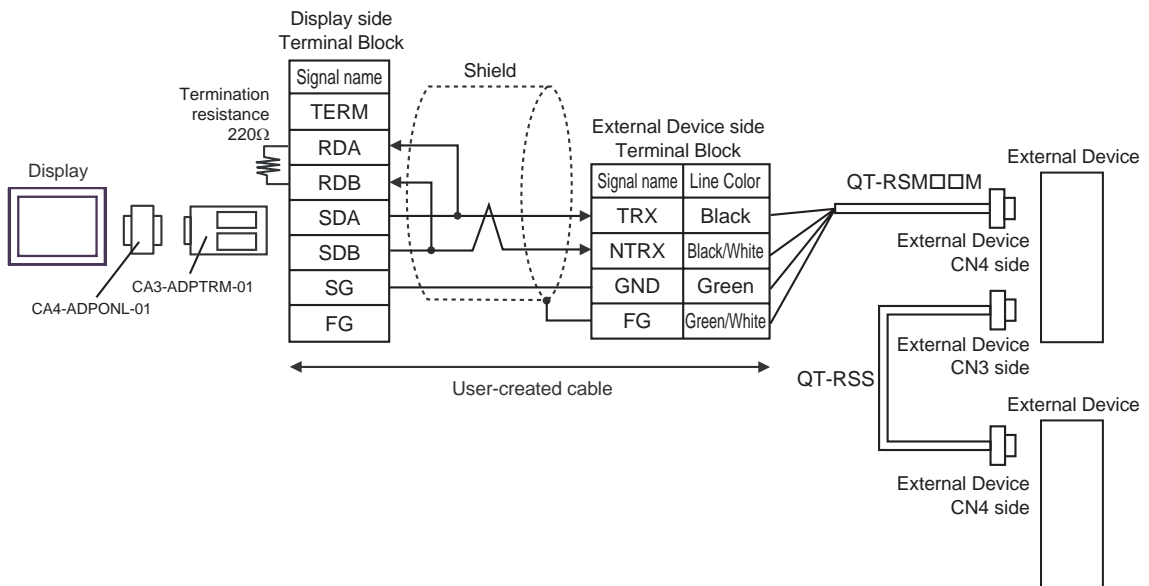 Display side
Terminal Block
Signal name
TERM
RDA
RDB
SDA
SDB
SG
FG
Shield
Termination
resistance
220Ω
Display
CA3-ADPTRM-01
CA4-ADPONL-01
External Device side
Terminal Block
Signal name Line Color
TRX Black
NTRX Black/White
GND Green
FG Green/White
User-created cable
QT-RSM□□M
External Device
External Device
CN4 side
External Device
CN3 side
QT-RSS
External Device
External Device
CN4 side